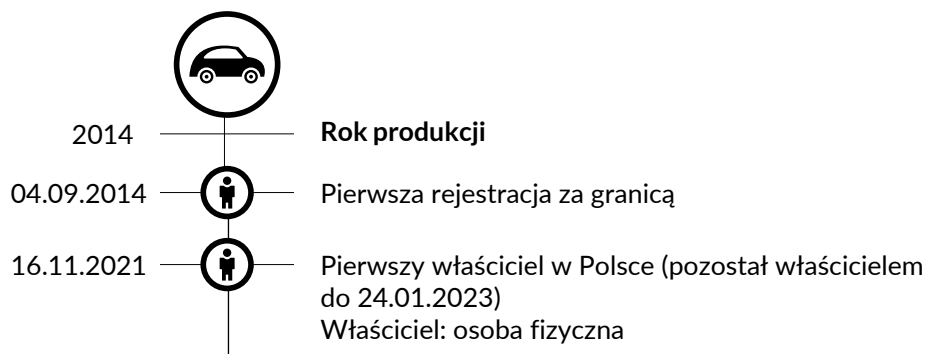 2014 Rok produkcji
04.09.2014 Pierwsza rejestracja za granicą
16.11.2021 Pierwszy właściciel w Polsce (pozostał właścicielem
do 24.01.2023)
Właściciel: osoba fizyczna